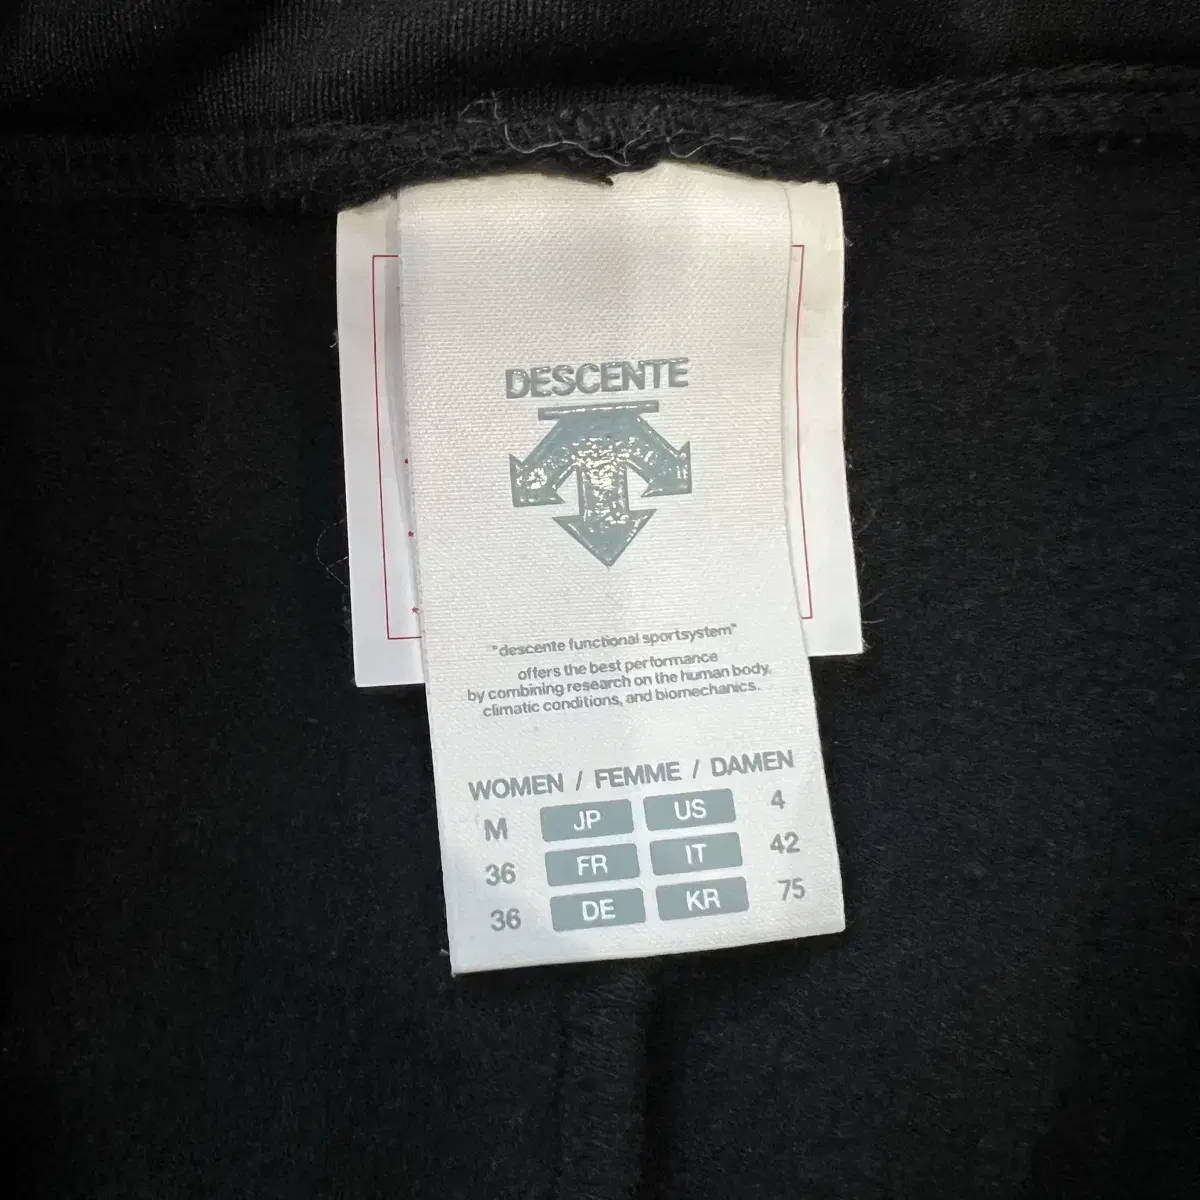 DESCENTE
"descente functional sportsystem"
offers the best performance
by combining research on the human body,
climatic conditions, and biomechanics.
WOMEN / FEMME / DAMEN
M JP US 4
36 FR IT 42
36 DE KR 75